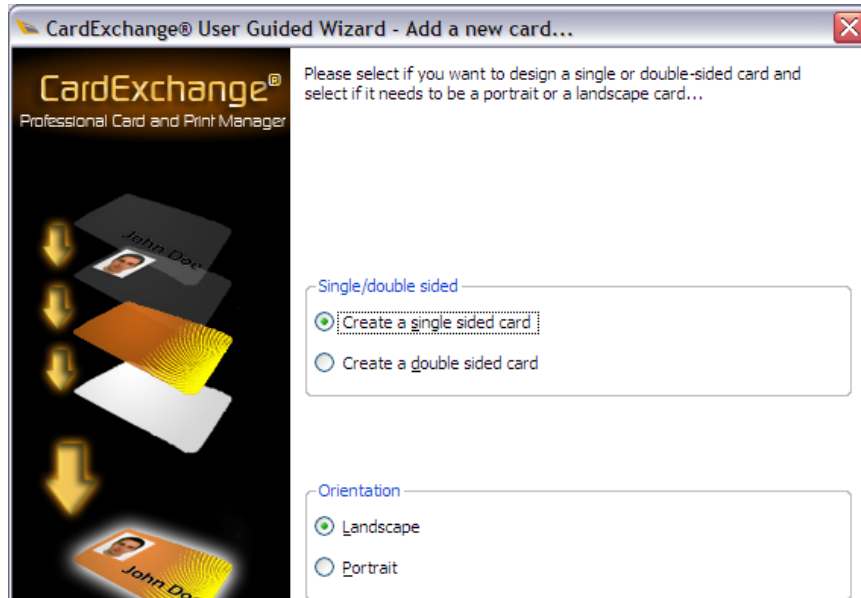 CardExchange® User Guided Wizard - Add a new card...
CardExchange®
Professional Card and Print Manager
Please select if you want to design a single or double-sided card and
select if it needs to be a portrait or a landscape card...
John Doe
Single/double sided
Create a single sided card
Create a double sided card
Orientation
Landscape
Portrait
John Doe